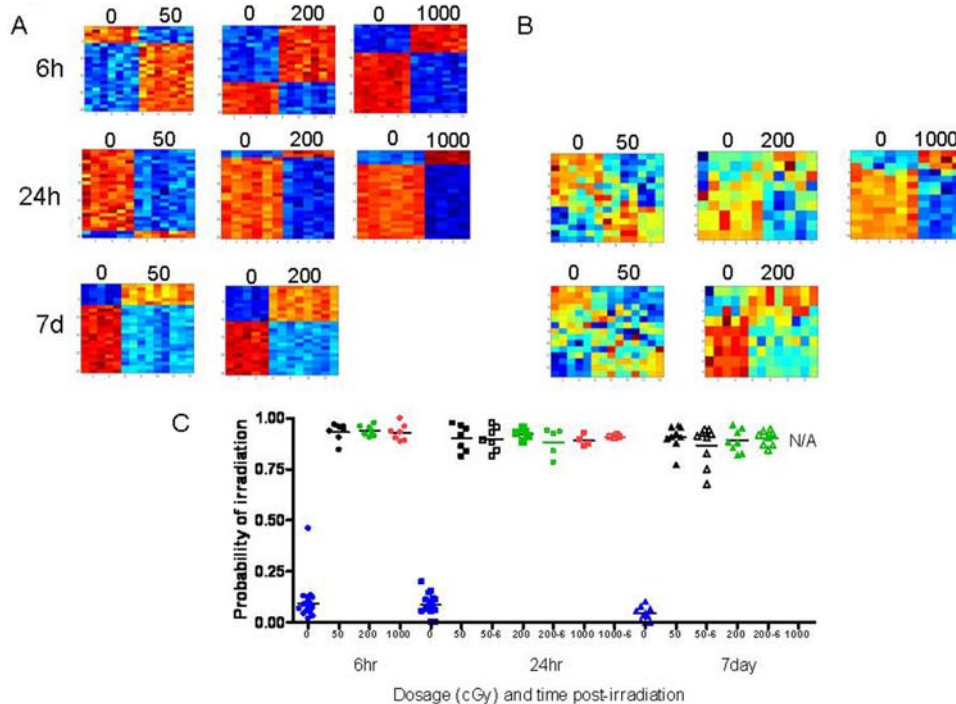 A
B
0 50
0 200
0 1000
6h
0 50
0 200
0 1000
24h
0 50
0 200
0 1000
0 50
0 200
7d
0 50
0 200
C
Probability of irradiation
1.00
0.75
0.50
0.25
0.00
N/A
0 50 200 1000 0 50 50-6 200 200-6 1000 1000-6 0 50 50-6 200 200-6 1000
6hr 24hr 7day
Dosage (cGy) and time post-irradiation